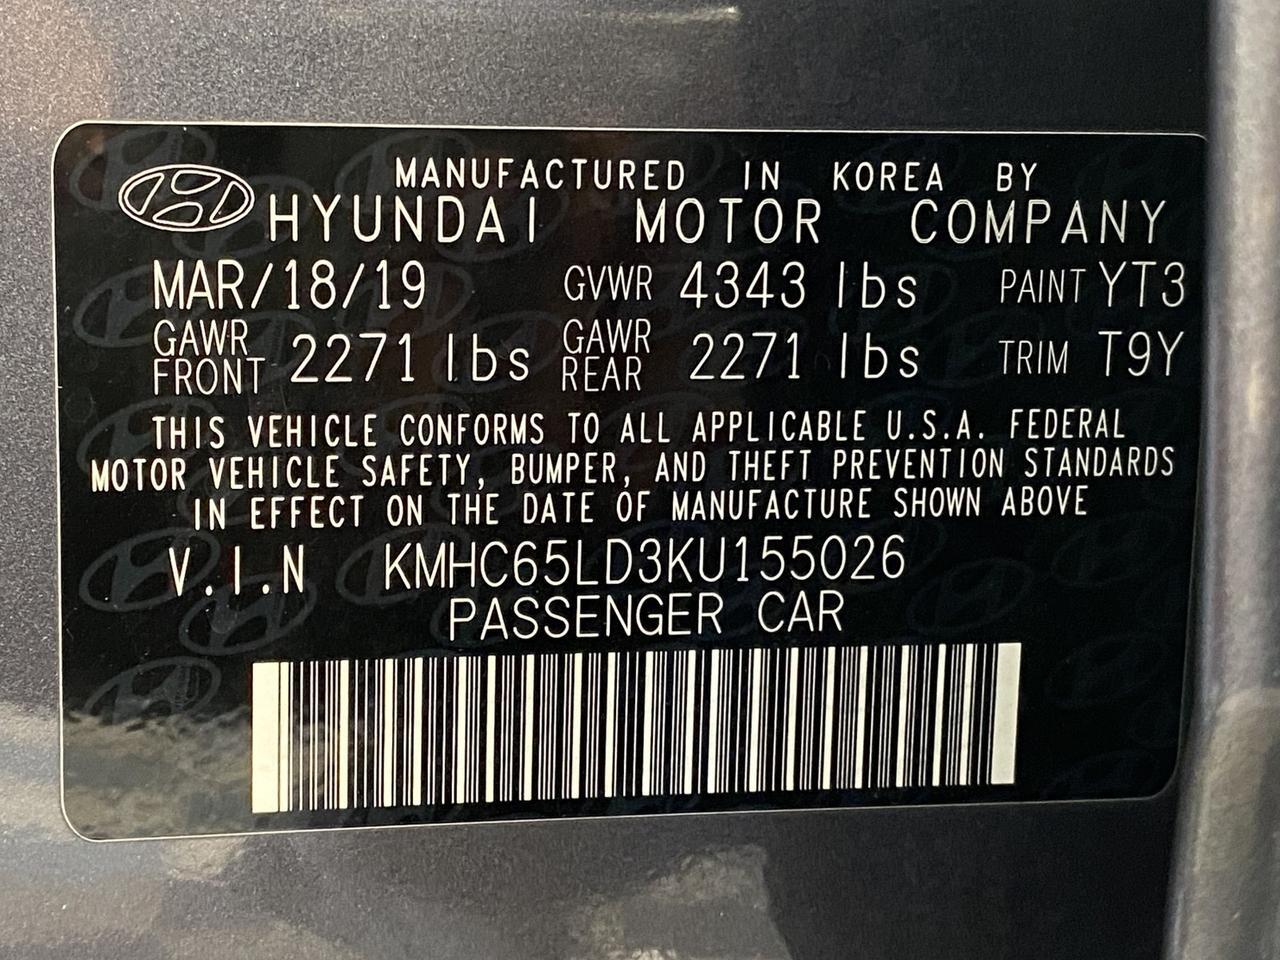 MANUFACTURED IN KOREA BY
HYUNDAI MOTOR COMPANY
MAR/18/19 GVWR 4343 lbs PAINT YT3
GAWR FRONT 2271 lbs GAWR REAR 2271 lbs TRIM T9Y
THIS VEHICLE CONFORMS TO ALL APPLICABLE U.S.A. FEDERAL
MOTOR VEHICLE SAFETY, BUMPER, AND THEFT PREVENTION STANDARDS
IN EFFECT ON THE DATE OF MANUFACTURE SHOWN ABOVE
V.I.N KMHC65LD3KU155026
PASSENGER CAR